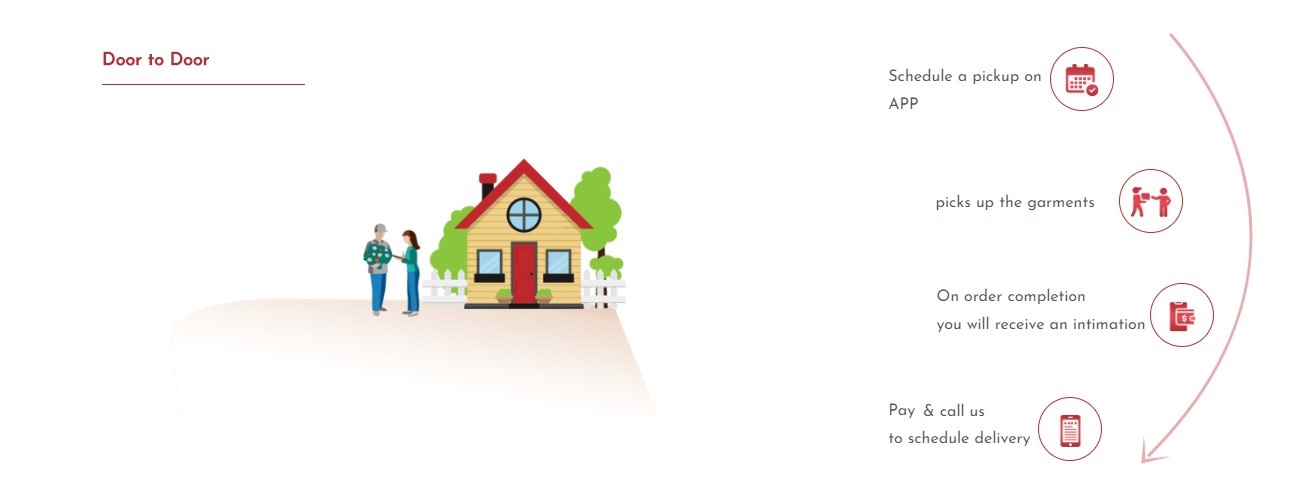 Door to Door
Schedule a pickup on
APP
picks up the garments
On order completion
you will receive an intimation
Pay & call us
to schedule delivery